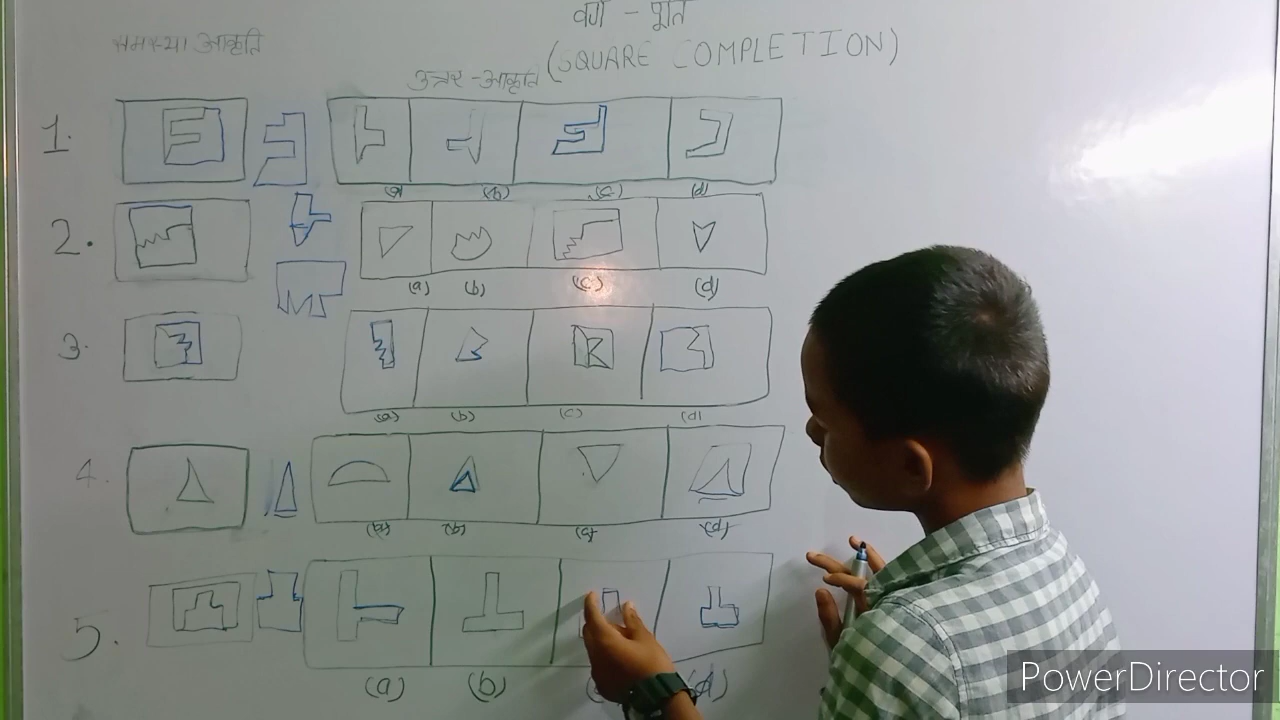 वर्ग - पूर्ति
समस्या आकृति
(SQUARE COMPLETION)
उत्तर-आकृति
1.
(a) (b) (c) (d)
2.
(a) (b) (c) (d)
3.
(a) (b) (c) (d)
4.
(a) (b) (c) (d)
5.
(a) (b) (d)
PowerDirector